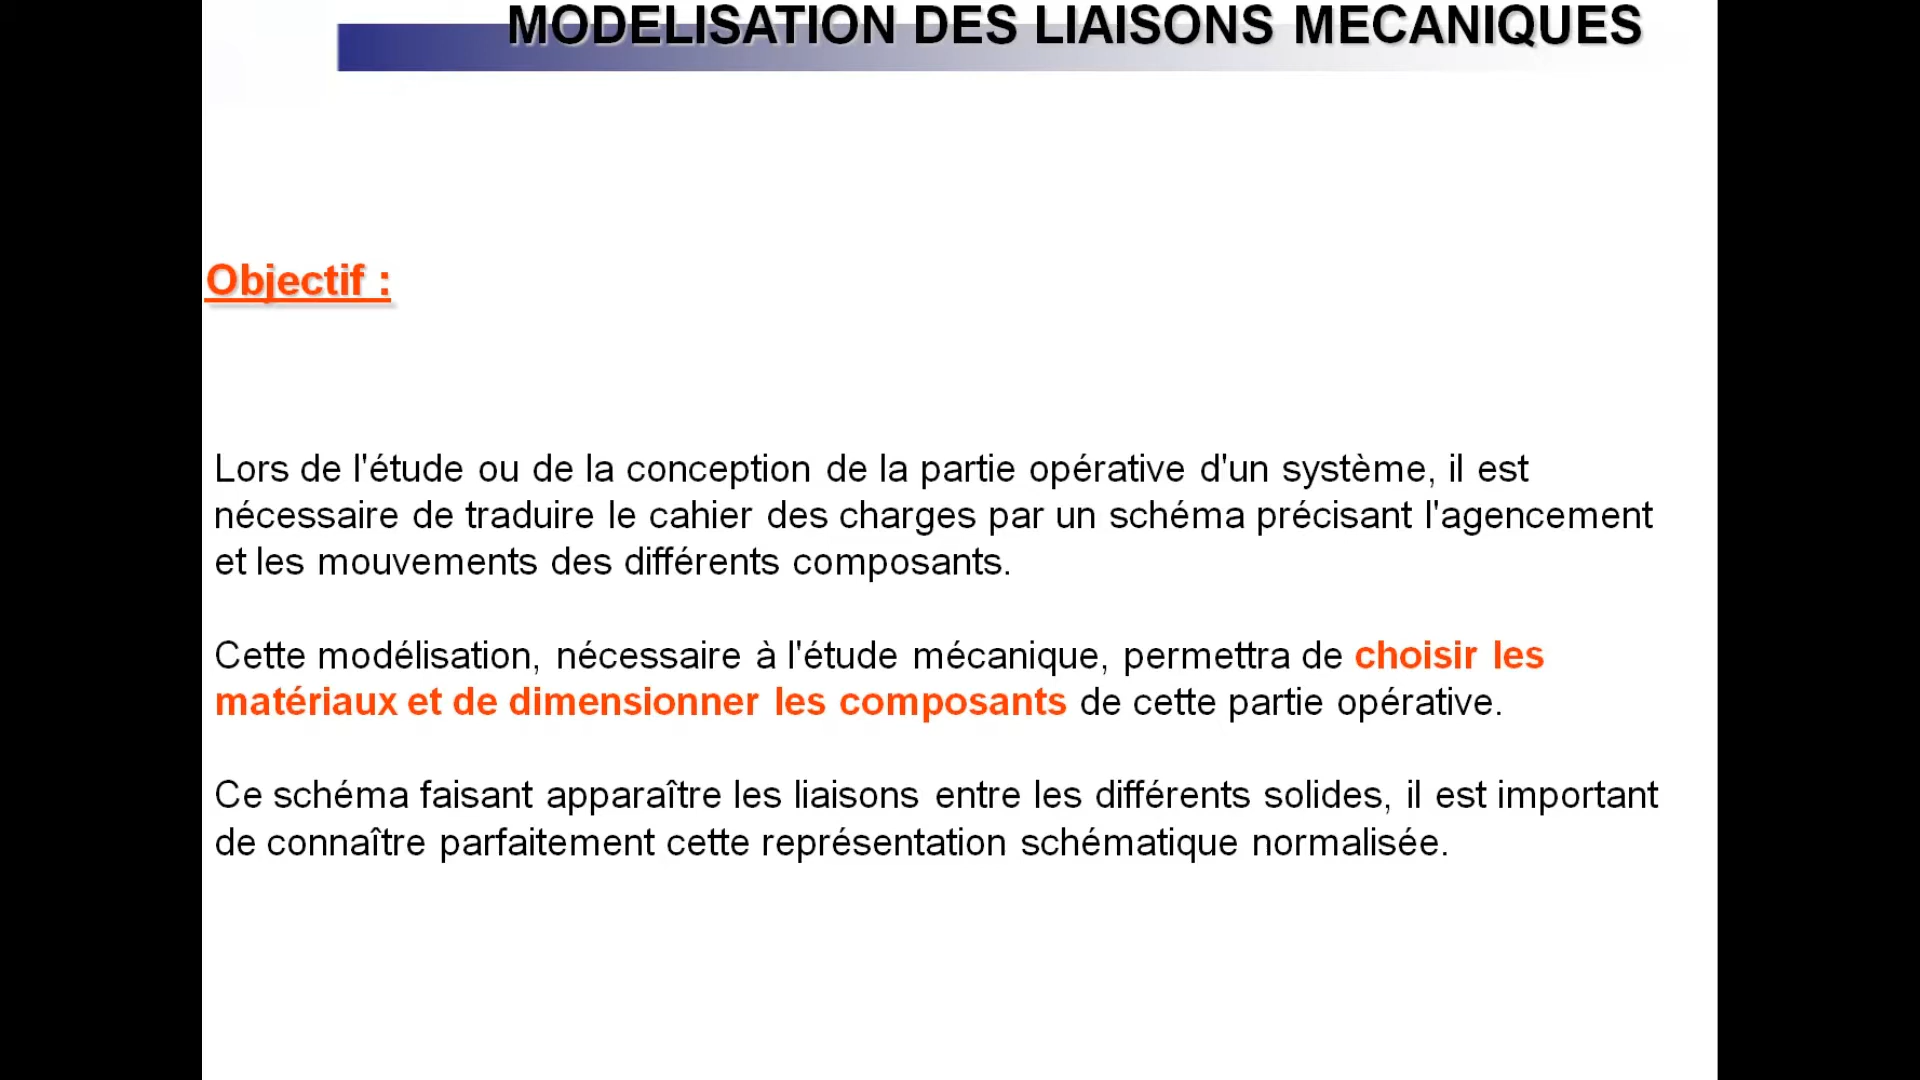 MODELISATION DES LIAISONS MECANIQUES
Objectif :
Lors de l'étude ou de la conception de la partie opérative d'un système, il est
nécessaire de traduire le cahier des charges par un schéma précisant l'agencement
et les mouvements des différents composants.
Cette modélisation, nécessaire à l'étude mécanique, permettra de choisir les
matériaux et de dimensionner les composants de cette partie opérative.
Ce schéma faisant apparaître les liaisons entre les différents solides, il est important
de connaître parfaitement cette représentation schématique normalisée.